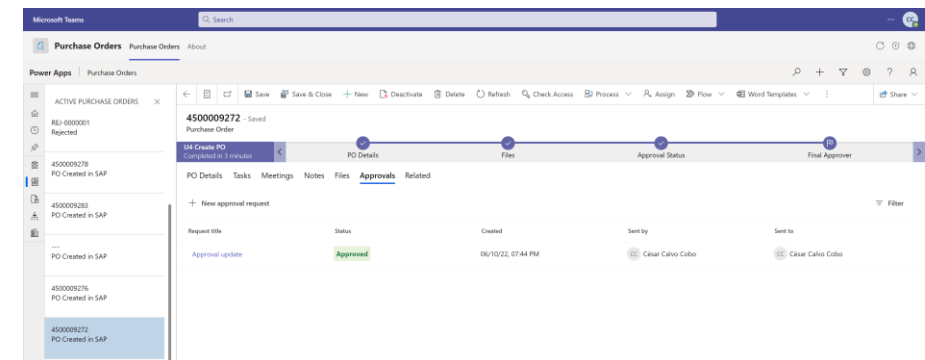 Microsoft Teams
Search
CC
Purchase Orders Purchase Orders About
Power Apps Purchase Orders
ACTIVE PURCHASE ORDERS
REJ-0000001
Rejected
4500009278
PO Created in SAP
4500009283
PO Created in SAP
---
PO Created in SAP
4500009276
PO Created in SAP
4500009272
PO Created in SAP
Save Save & Close New Deactivate Delete Refresh Check Access Process Assign Flow Word Templates Share
4500009272 - Saved
Purchase Order
U4 Create PO
Completed in 3 minutes
PO Details Files Approval Status Final Approver
PO Details Tasks Meetings Notes Files Approvals Related
New approval request Filter
Request title Status Created Sent by Sent to
Approval update Approved 06/10/22, 07:44 PM CC César Calvo Cobo CC César Calvo Cobo